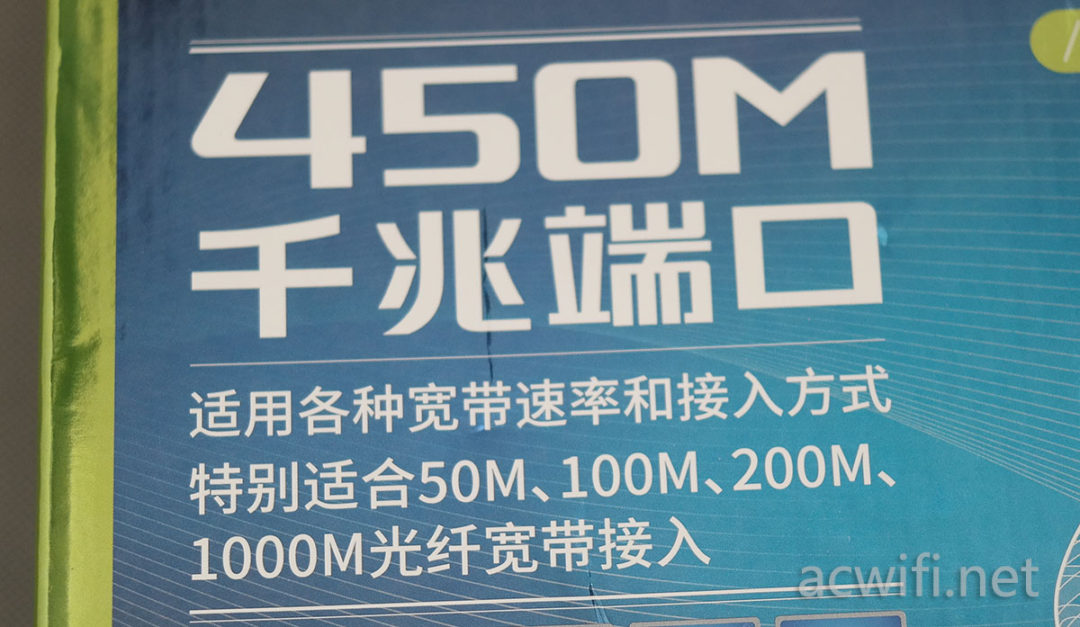 450M
千兆端口
适用各种宽带速率和接入方式
特别适合50M、100M、200M、
1000M光纤宽带接入
acwifi.net